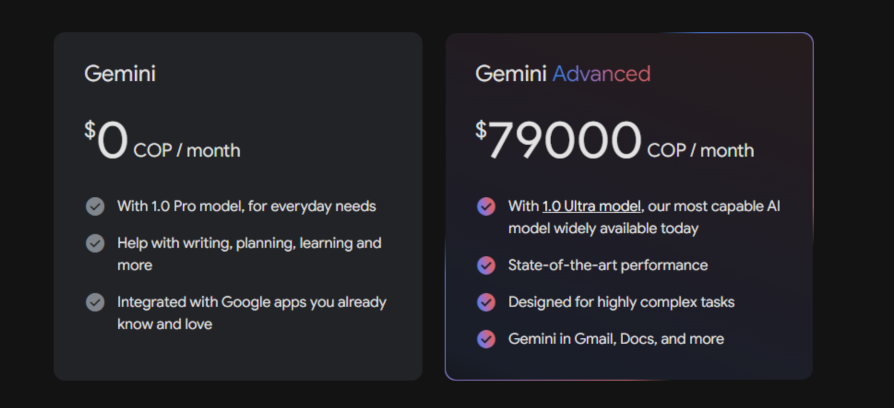 Gemini
$0 COP / month
With 1.0 Pro model, for everyday needs
Help with writing, planning, learning and
more
Integrated with Google apps you already
know and love
Gemini Advanced
$79000 COP / month
With 1.0 Ultra model, our most capable AI
model widely available today
State-of-the-art performance
Designed for highly complex tasks
Gemini in Gmail, Docs, and more